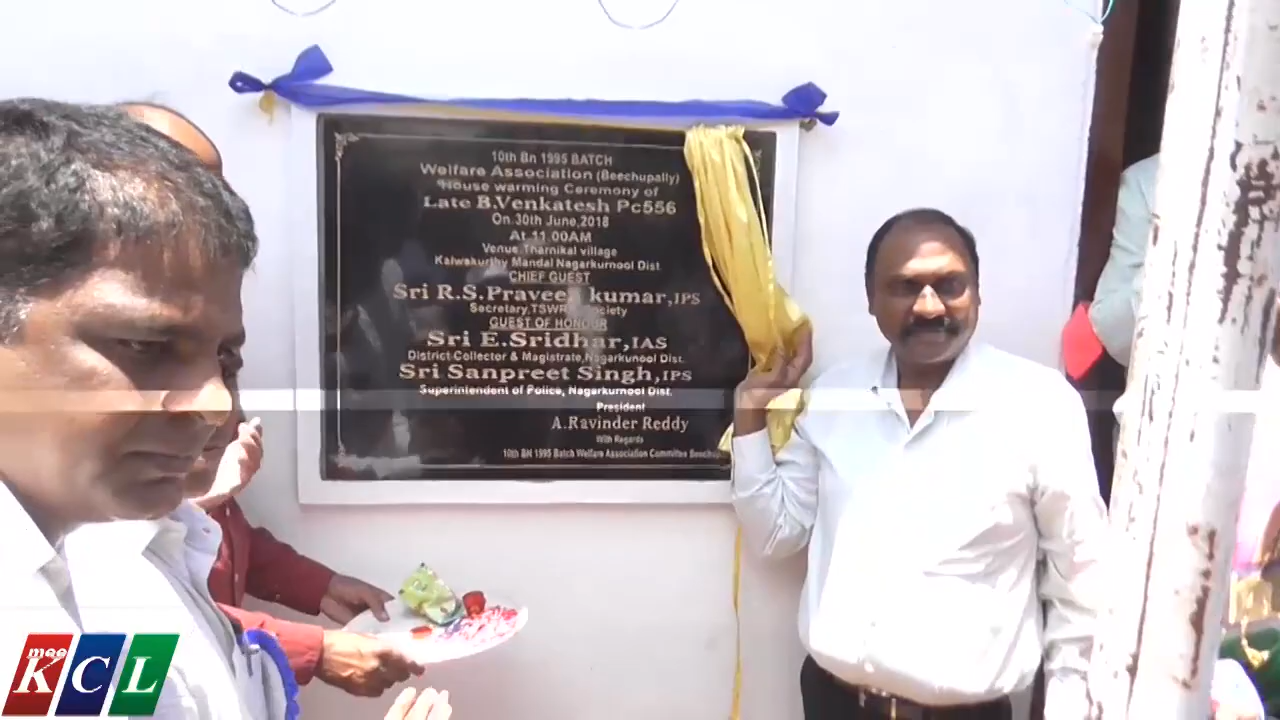 10th Bn 1995 BATCH
Welfare Association (Beechupally)
House warming Ceremony of
Late B.Venkatesh Pc556
On.30th June,2018
At 11.00AM
Venue.Tharnikal village
Kalwakurthy Mandal Nagarkurnool Dist.
CHIEF GUEST
Sri R.S.Praveen kumar,IPS
Secretary,TSWR Society
GUEST OF HONOUR
Sri E.Sridhar,IAS
District Collector & Magistrate,Nagarkunool Dist.
Sri Sanpreet Singh,IPS
Superintendent of Police, Nagarkunool Dist.
President
A.Ravinder Reddy
With Regards
10th BN 1995 Batch Welfare Association Committee Beechup
mee
KCL